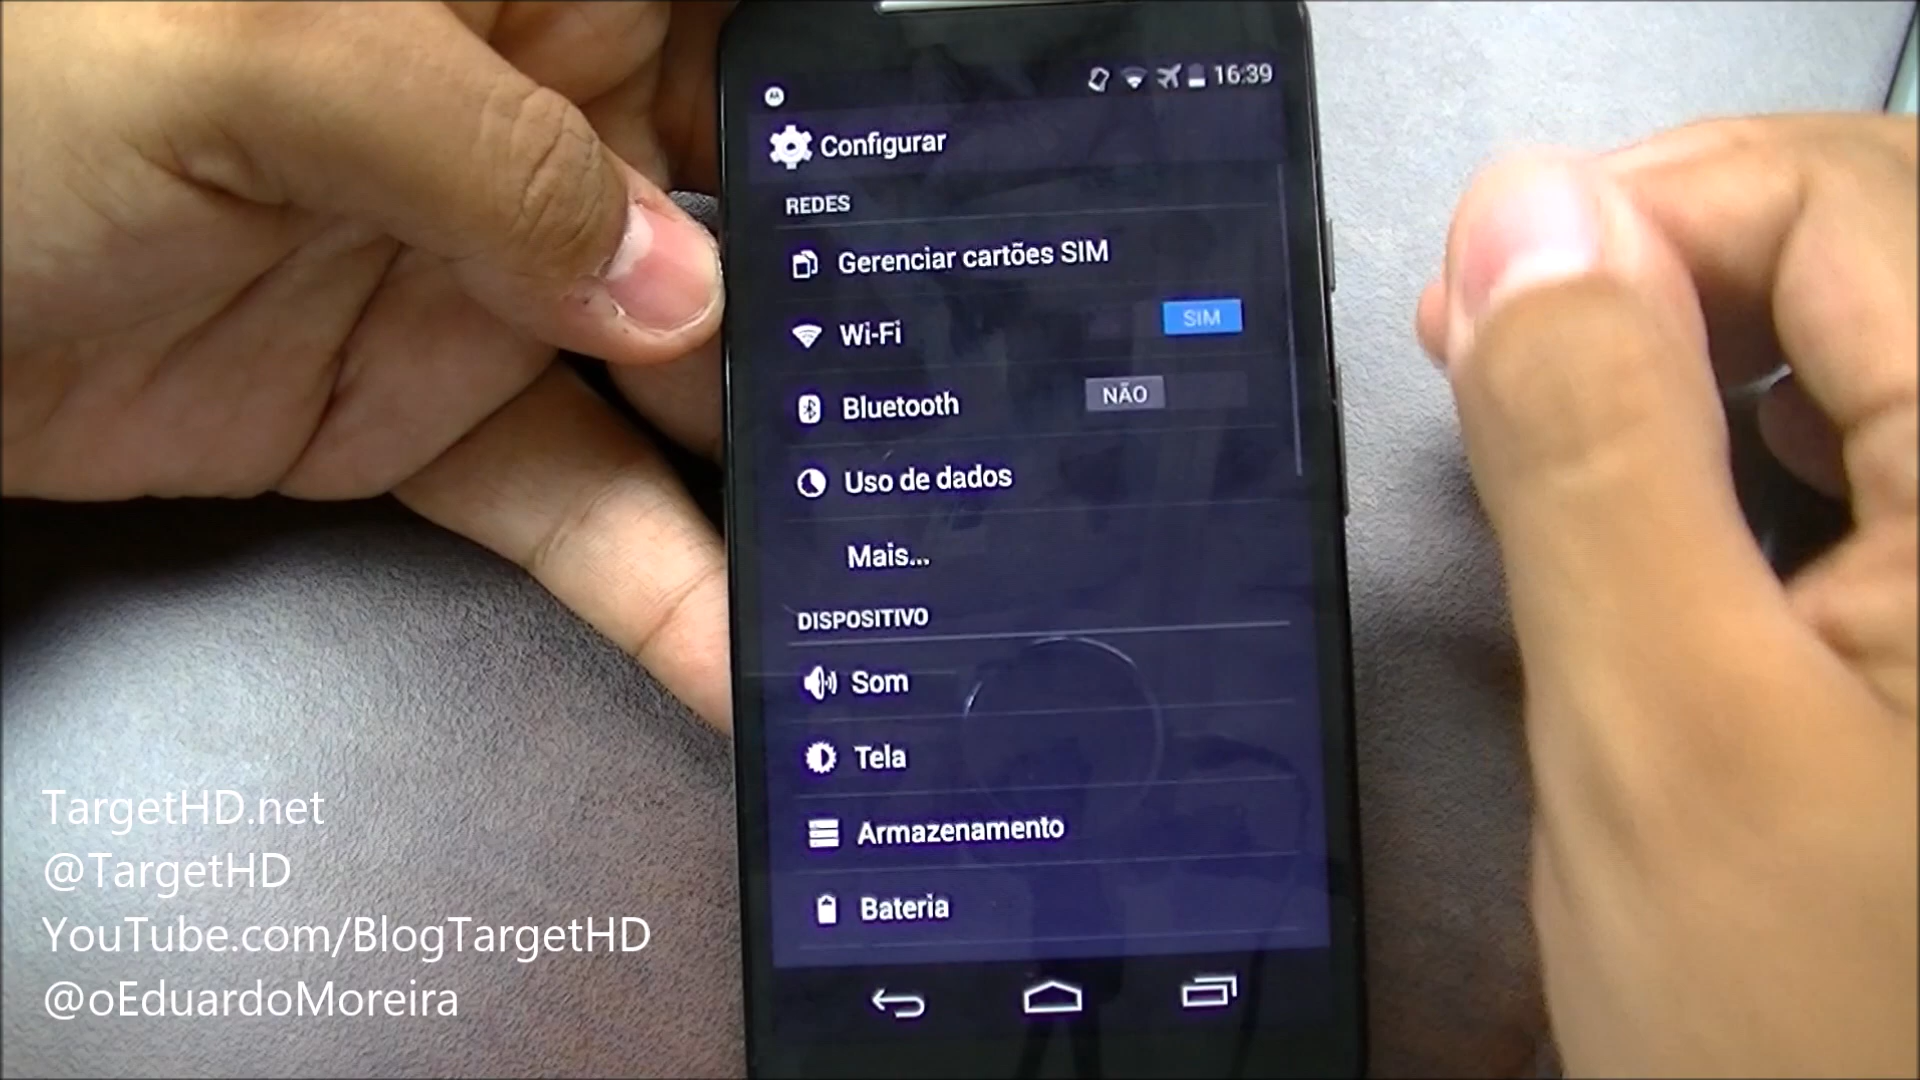 16:39
Configurar
REDES
Gerenciar cartões SIM
Wi-Fi SIM
Bluetooth NÃO
Uso de dados
Mais...
DISPOSITIVO
Som
Tela
Armazenamento
Bateria
TargetHD.net
@TargetHD
YouTube.com/BlogTargetHD
@oEduardoMoreira